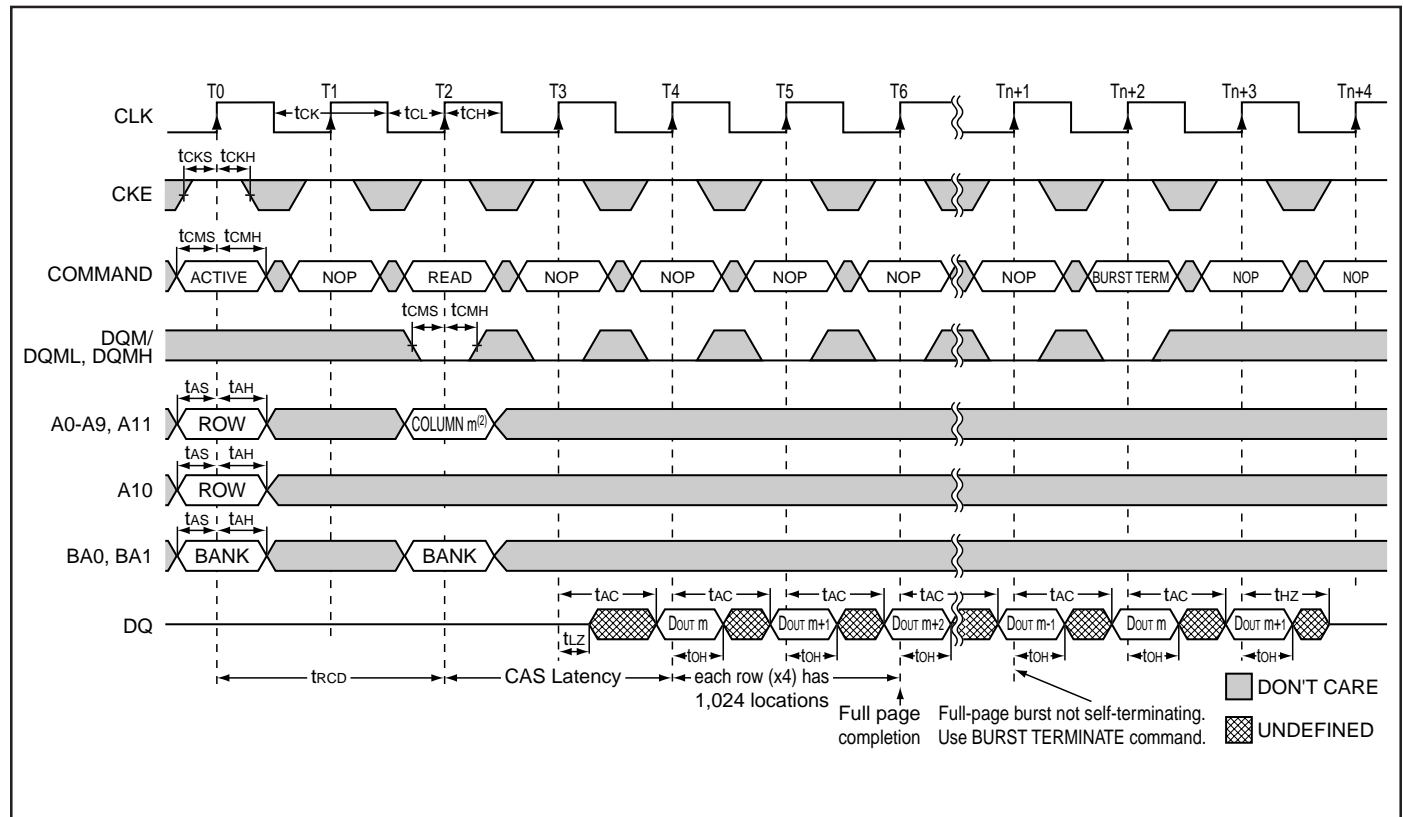 T0 T1 T2 T3 T4 T5 T6 Tn+1 Tn+2 Tn+3 Tn+4
CLK tCK tCL tCH
tCKS tCKH
CKE
tCMS tCMH
COMMAND ACTIVE NOP READ NOP NOP NOP NOP NOP BURST TERM NOP NOP
tCMS tCMH
DQM/
DQML, DQMH
tAS tAH
A0-A9, A11 ROW COLUMN m(2)
tAS tAH
A10 ROW
tAS tAH
BA0, BA1 BANK BANK
tAC tAC tAC tAC tAC tAC tHZ
DQ DOUT m DOUT m+1 DOUT m+2 DOUT m-1 DOUT m DOUT m+1
tLZ tOH tOH tOH tOH tOH tOH
tRCD CAS Latency each row (x4) has
1,024 locations
Full page
completion
Full-page burst not self-terminating.
Use BURST TERMINATE command.
DON'T CARE
UNDEFINED